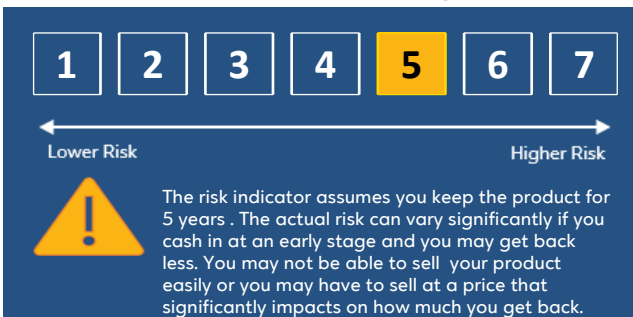 1 2 3 4 5 6 7
Lower Risk Higher Risk
The risk indicator assumes you keep the product for
5 years . The actual risk can vary significantly if you
cash in at an early stage and you may get back
less. You may not be able to sell your product
easily or you may have to sell at a price that
significantly impacts on how much you get back.